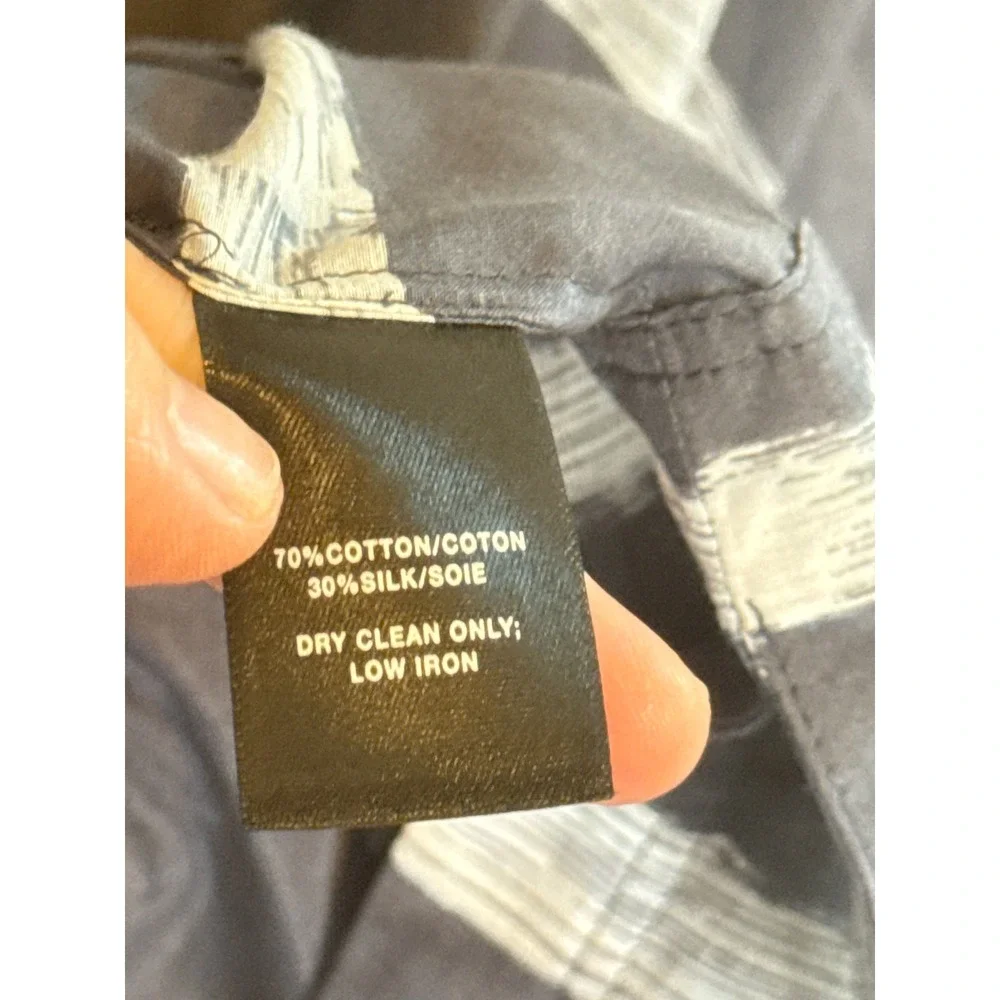 70%COTTON/COTON
30%SILK/SOIE
DRY CLEAN ONLY;
LOW IRON